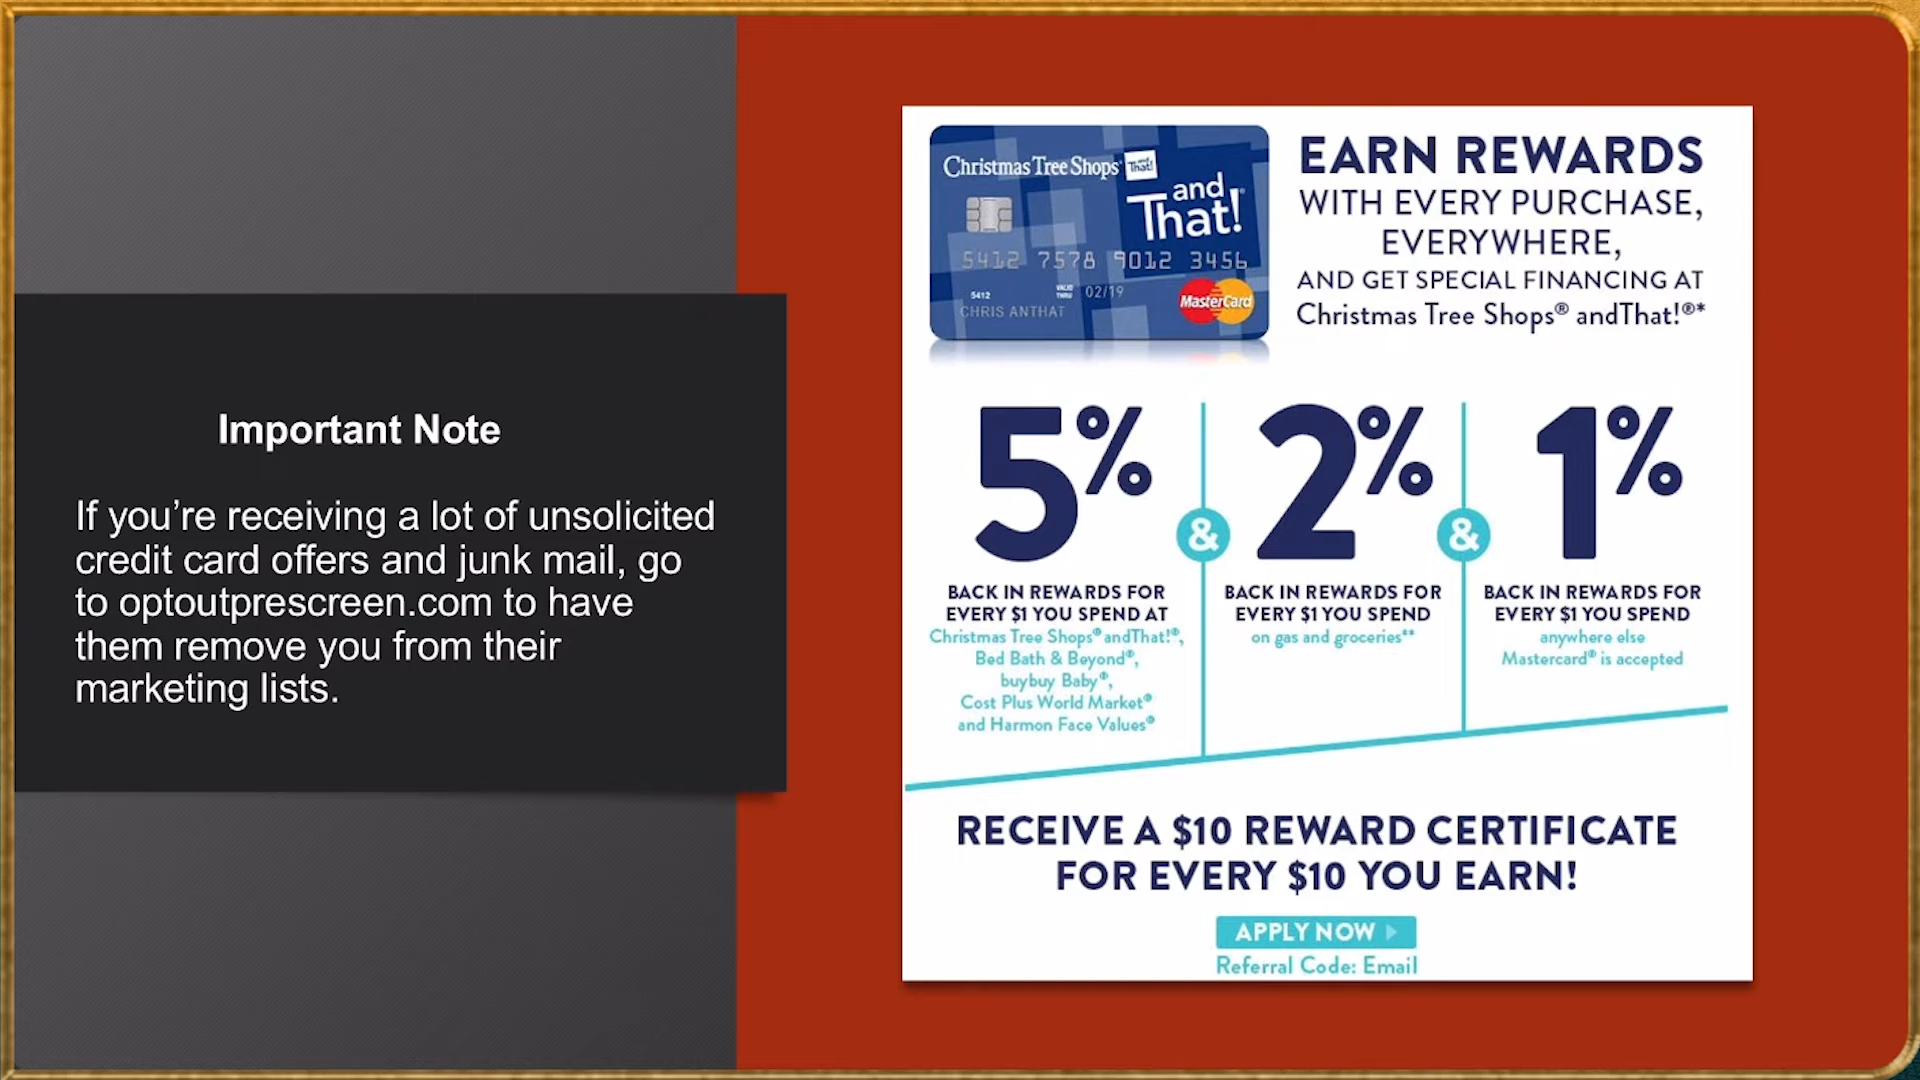 Important Note
If you’re receiving a lot of unsolicited
credit card offers and junk mail, go
to optoutprescreen.com to have
them remove you from their
marketing lists.
Christmas Tree Shops® and That!
and
That!®
5412 7578 9012 3456
5412
VALID
THRU
02/19
CHRIS ANTHAT
MasterCard
EARN REWARDS
WITH EVERY PURCHASE,
EVERYWHERE,
AND GET SPECIAL FINANCING AT
Christmas Tree Shops® andThat!®*
5%
BACK IN REWARDS FOR
EVERY $1 YOU SPEND AT
Christmas Tree Shops® andThat!®,
Bed Bath & Beyond®,
buybuy Baby®,
Cost Plus World Market®
and Harmon Face Values®
&
2%
BACK IN REWARDS FOR
EVERY $1 YOU SPEND
on gas and groceries**
&
1%
BACK IN REWARDS FOR
EVERY $1 YOU SPEND
anywhere else
Mastercard® is accepted
RECEIVE A $10 REWARD CERTIFICATE
FOR EVERY $10 YOU EARN!
APPLY NOW
Referral Code: Email